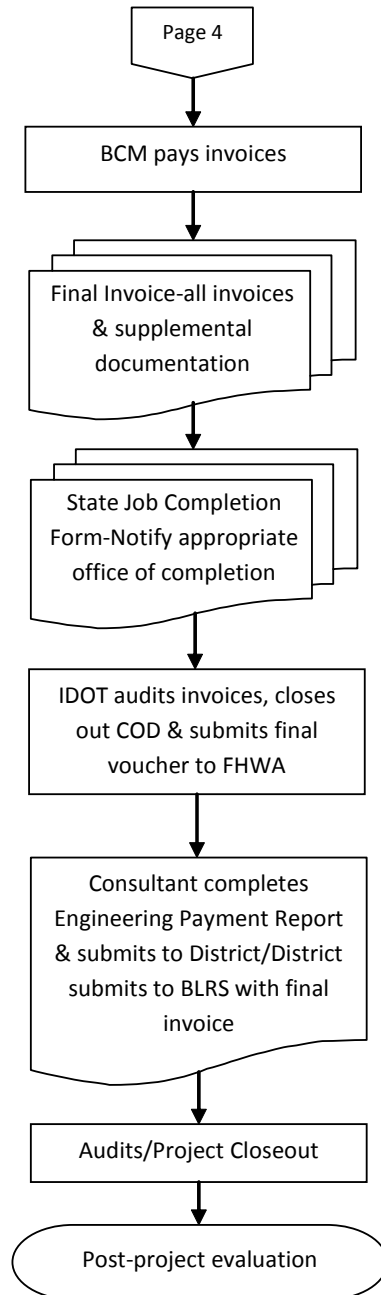 Page 4
BCM pays invoices
Final Invoice-all invoices
& supplemental
documentation
State Job Completion
Form-Notify appropriate
office of completion
IDOT audits invoices, closes
out COD & submits final
voucher to FHWA
Consultant completes
Engineering Payment Report
& submits to District/District
submits to BLRS with final
invoice
Audits/Project Closeout
Post-project evaluation